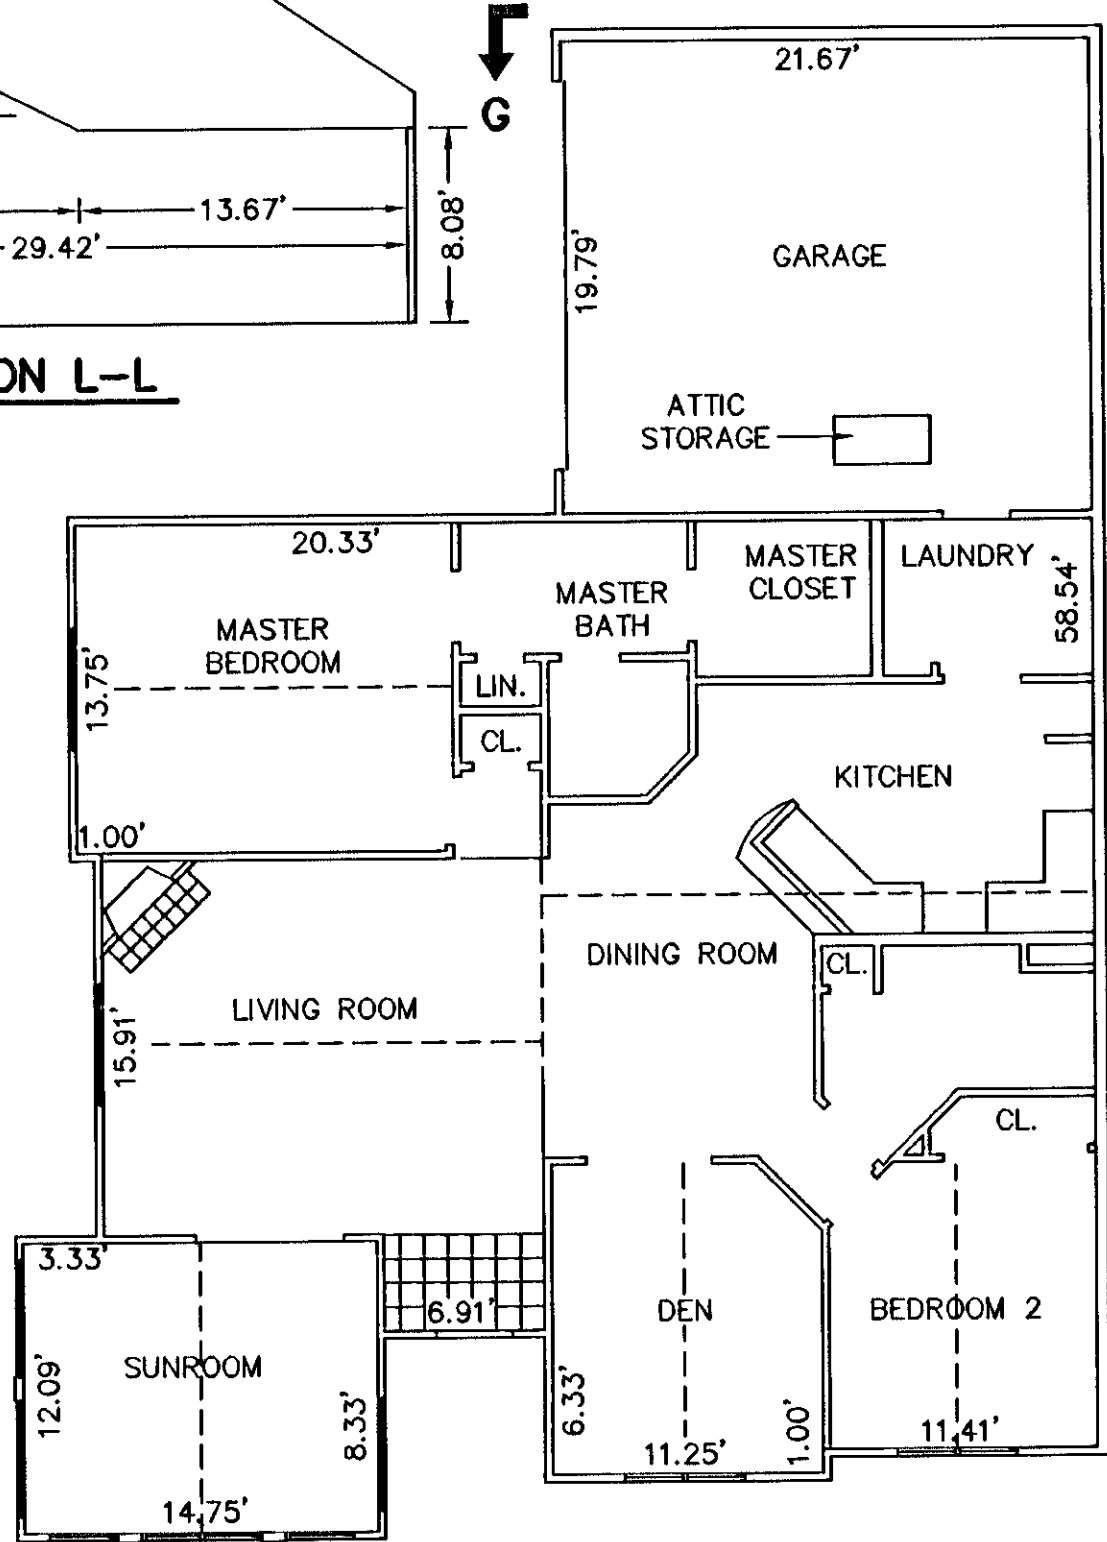 G
13.67'
29.42'
8.08'
ON L-L
21.67'
19.79'
GARAGE
ATTIC
STORAGE
20.33'
MASTER
BEDROOM
13.75'
MASTER
BATH
MASTER
CLOSET
LAUNDRY
58.54'
LIN.
CL.
KITCHEN
1.00'
DINING ROOM
CL.
LIVING ROOM
15.91'
CL.
3.33'
6.91'
DEN
BEDROOM 2
SUNROOM
12.09'
8.33'
6.33'
1.00'
11.25'
11.41'
14.75'